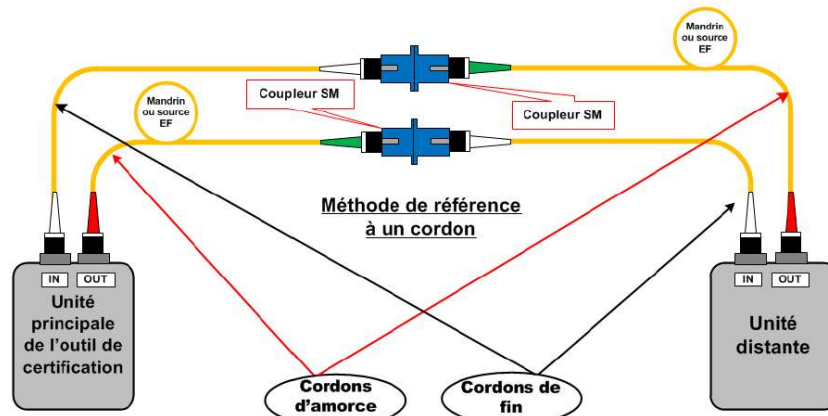 Mandrin
ou source
EF
Coupleur SM
Mandrin
ou source
EF
Coupleur SM
Méthode de référence
à un cordon
IN
OUT
Unité
principale
de l'outil de
certification
IN
OUT
Unité
distante
Cordons
d'amorce
Cordons de
fin